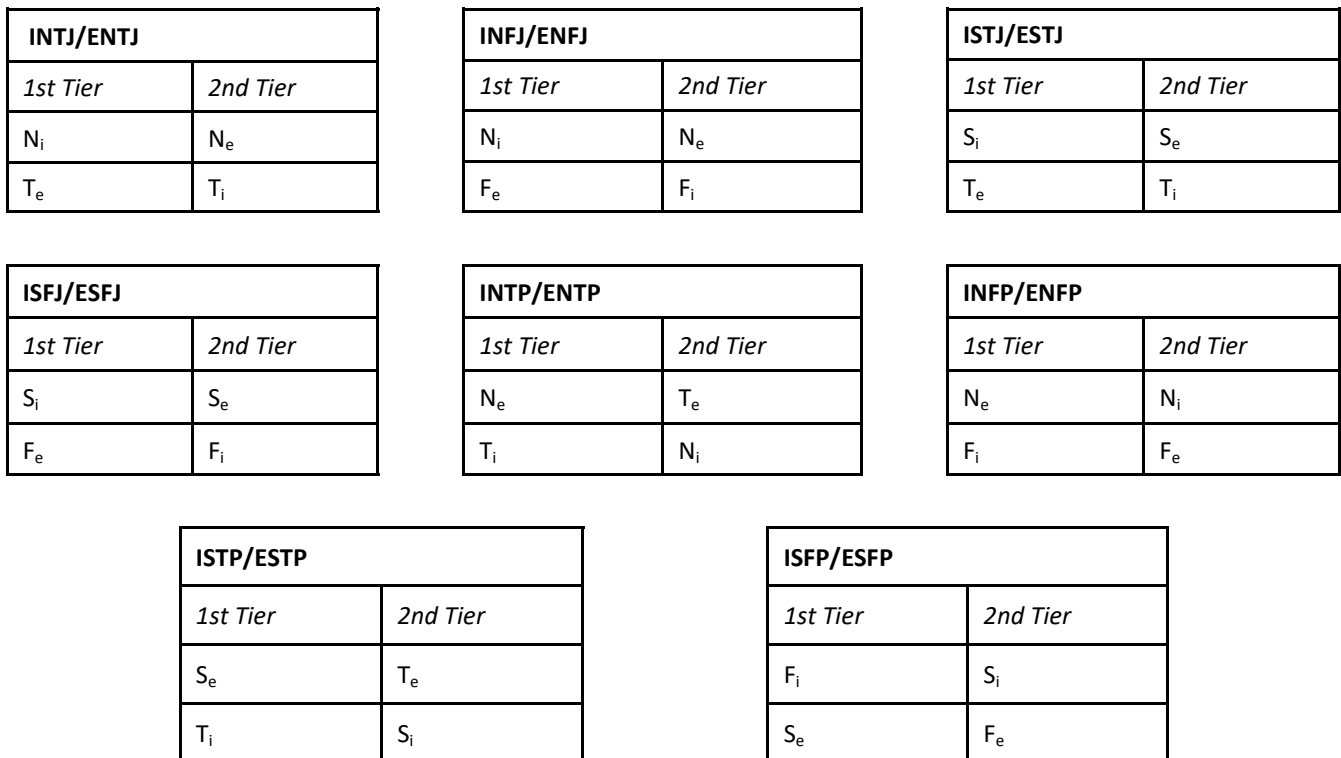 INTJ/ENTJ
1st Tier 2nd Tier
Ni Ne
Te Ti
INFJ/ENFJ
1st Tier 2nd Tier
Ni Ne
Fe Fi
ISTJ/ESTJ
1st Tier 2nd Tier
Si Se
Te Ti
ISFJ/ESFJ
1st Tier 2nd Tier
Si Se
Fe Fi
INTP/ENTP
1st Tier 2nd Tier
Ne Te
Ti Ni
INFP/ENFP
1st Tier 2nd Tier
Ne Ni
Fi Fe
ISTP/ESTP
1st Tier 2nd Tier
Se Te
Ti Si
ISFP/ESFP
1st Tier 2nd Tier
Fi Si
Se Fe